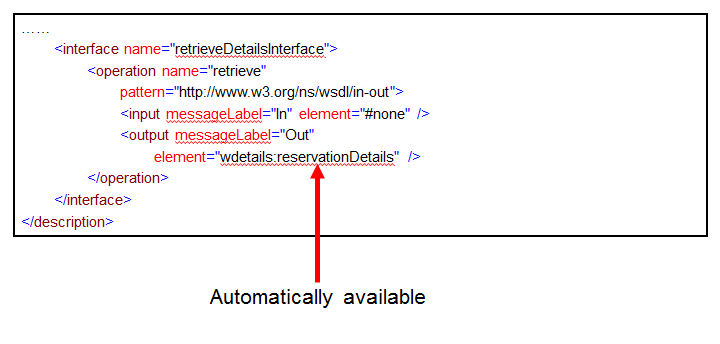 ......
<interface name="retrieveDetailsInterface">
<operation name="retrieve"
pattern="http://www.w3.org/ns/wsdl/in-out">
<input messageLabel="In" element="#none" />
<output messageLabel="Out"
element="wdetails:reservationDetails" />
</operation>
</interface>
</description>
Automatically available